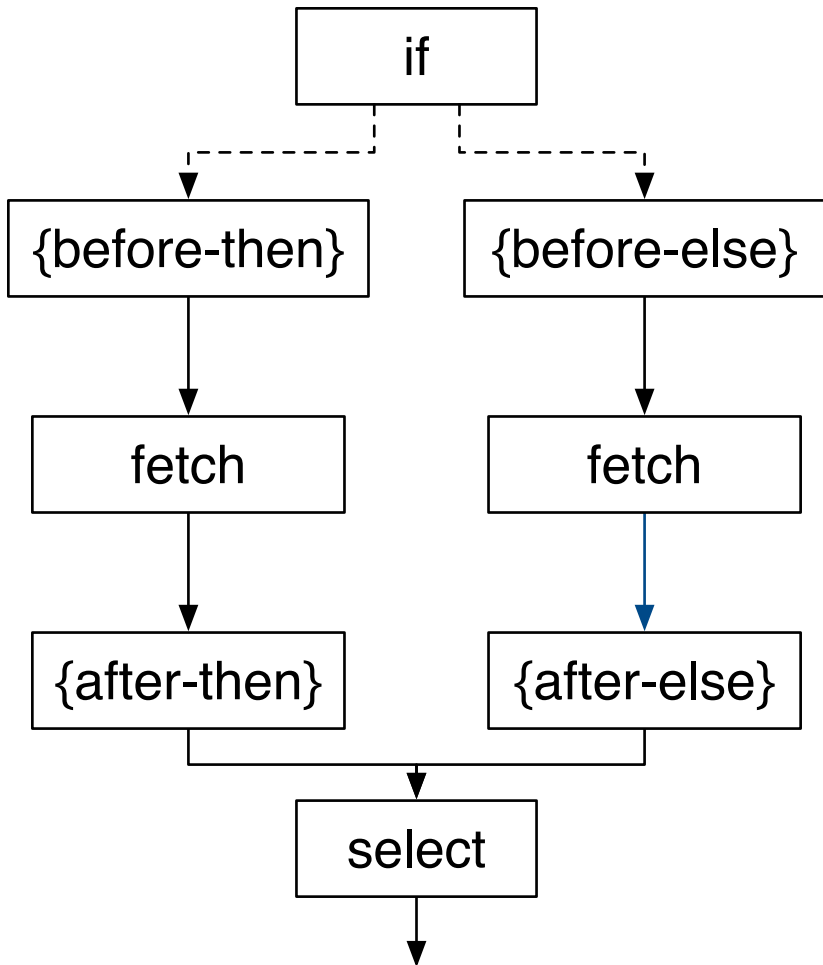 if
{before-then}
{before-else}
fetch
fetch
{after-then}
{after-else}
select